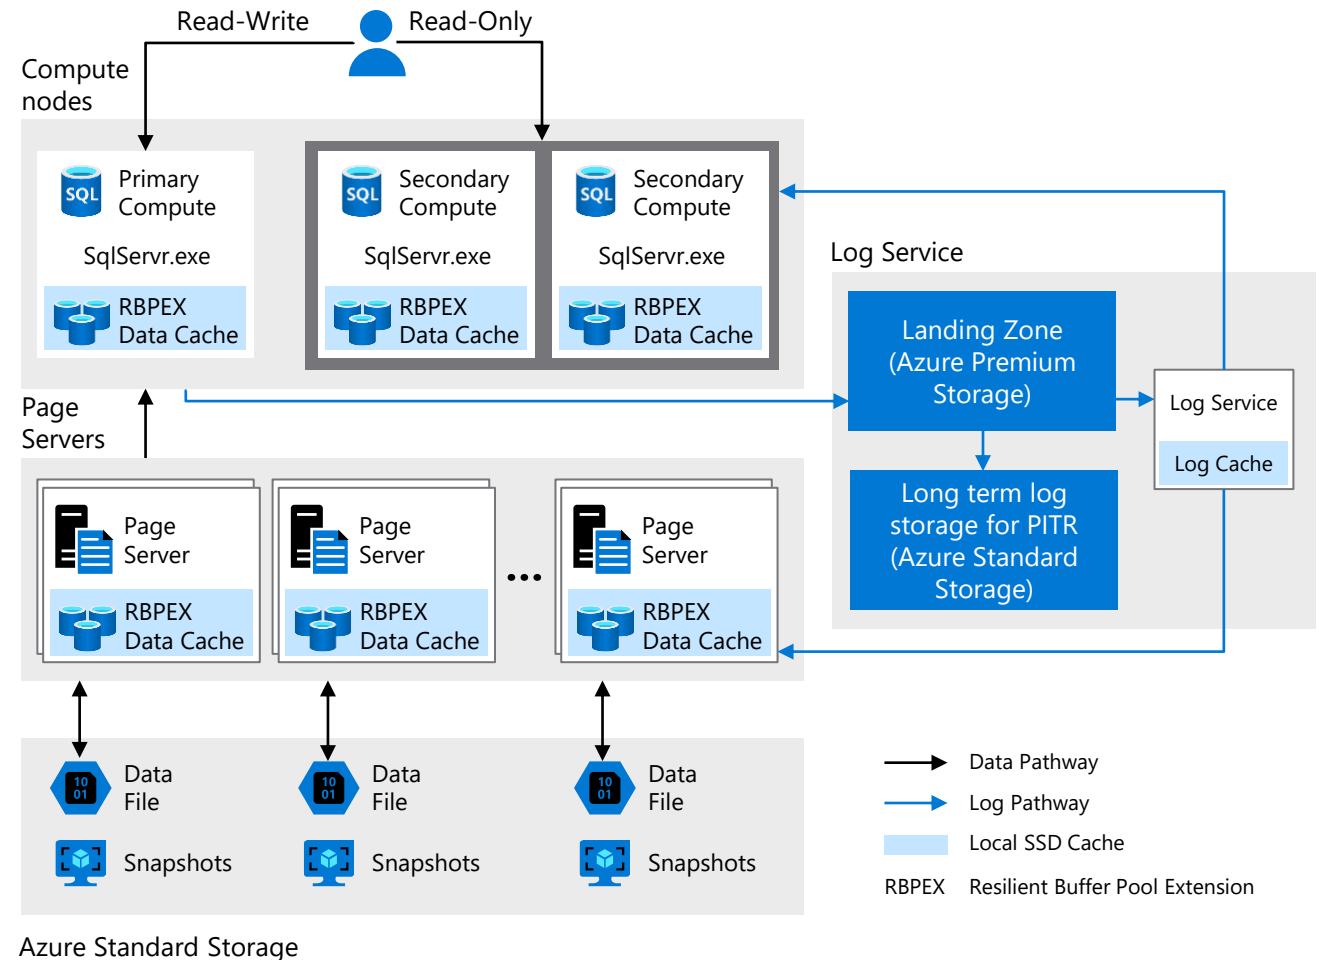 Read-Write
Read-Only
Compute
nodes
SQL
Primary
Compute
SqlServr.exe
RBPEX
Data Cache
SQL
Secondary
Compute
SqlServr.exe
RBPEX
Data Cache
SQL
Secondary
Compute
SqlServr.exe
RBPEX
Data Cache
Log Service
Landing Zone
(Azure Premium
Storage)
Log Service
Log Cache
Long term log
storage for PITR
(Azure Standard
Storage)
Page
Servers
Page
Server
RBPEX
Data Cache
Page
Server
RBPEX
Data Cache
...
Page
Server
RBPEX
Data Cache
10
01
Data
File
Snapshots
10
01
Data
File
Snapshots
10
01
Data
File
Snapshots
Azure Standard Storage
Data Pathway
Log Pathway
Local SSD Cache
RBPEX Resilient Buffer Pool Extension